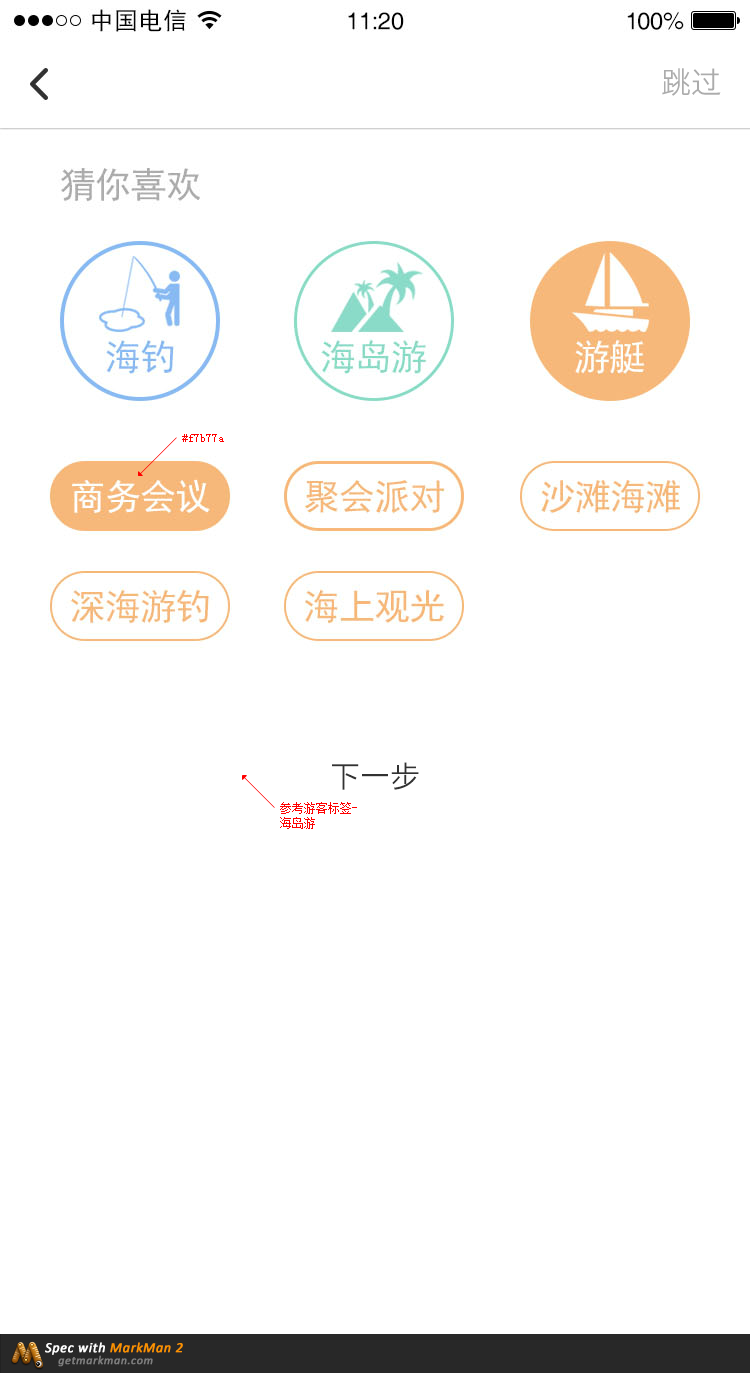 中国电信 11:20 100%
跳过
猜你喜欢
海钓 海岛游 游艇
#f7b77a
商务会议 聚会派对 沙滩海滩
深海游钓 海上观光
下一步
参考游客标签-
海岛游
Spec with MarkMan 2
getmarkman.com